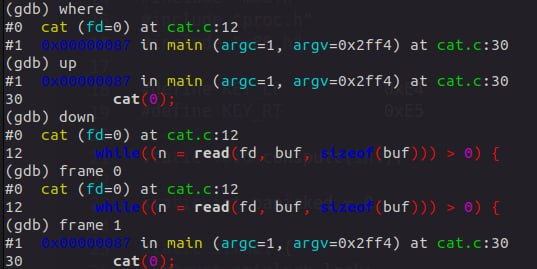 (gdb) where
#0  cat (fd=0) at cat.c:12
#1  0x00000087 in main (argc=1, argv=0x2ff4) at cat.c:30
(gdb) up
#1  0x00000087 in main (argc=1, argv=0x2ff4) at cat.c:30
30          cat(0);
(gdb) down
#0  cat (fd=0) at cat.c:12
12        while((n = read(fd, buf, sizeof(buf))) > 0) {
(gdb) frame 0
#0  cat (fd=0) at cat.c:12
12        while((n = read(fd, buf, sizeof(buf))) > 0) {
(gdb) frame 1
#1  0x00000087 in main (argc=1, argv=0x2ff4) at cat.c:30
30          cat(0);